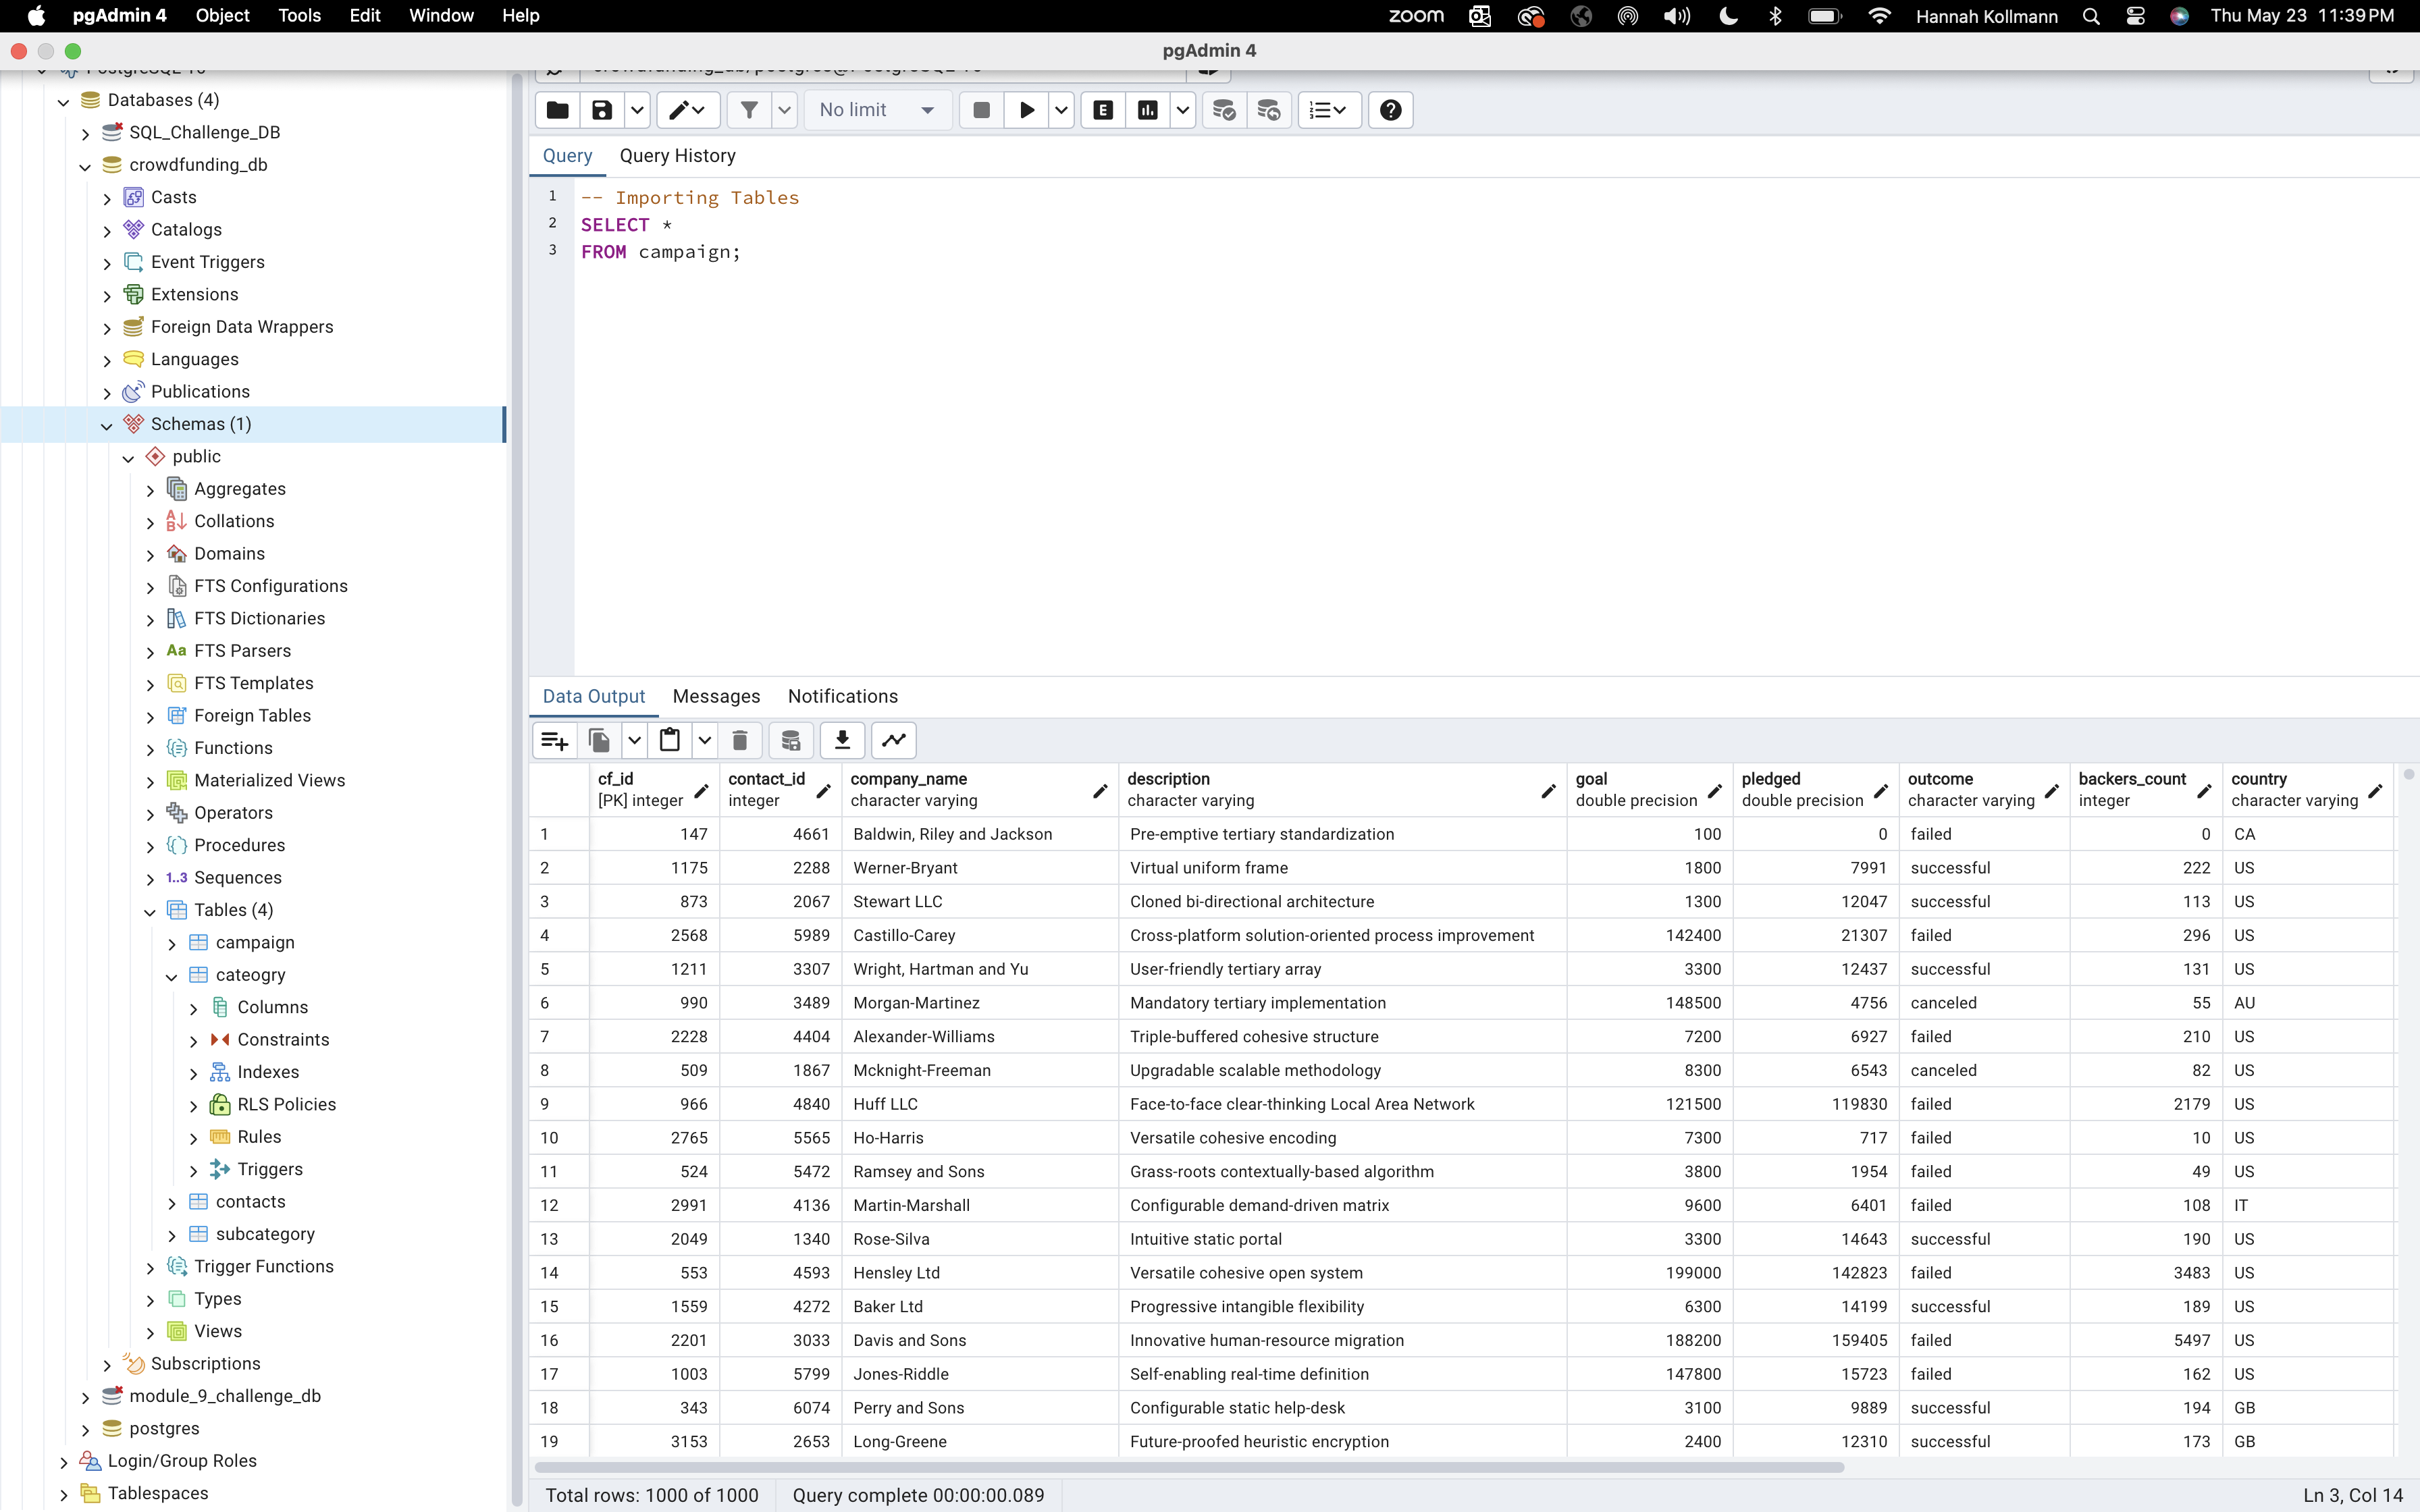 pgAdmin 4 Object Tools Edit Window Help zoom Hannah Kollmann Thu May 23 11:39 PM
pgAdmin 4
Databases (4)
SQL_Challenge_DB
crowdfunding_db
Casts
Catalogs
Event Triggers
Extensions
Foreign Data Wrappers
Languages
Publications
Schemas (1)
public
Aggregates
Collations
Domains
FTS Configurations
FTS Dictionaries
Aa FTS Parsers
FTS Templates
Foreign Tables
Functions
Materialized Views
Operators
Procedures
1..3 Sequences
Tables (4)
campaign
cateogry
Columns
Constraints
Indexes
RLS Policies
Rules
Triggers
contacts
subcategory
Trigger Functions
Types
Views
Subscriptions
module_9_challenge_db
postgres
Login/Group Roles
Tablespaces
No limit E
Query Query History
1 -- Importing Tables
2 SELECT *
3 FROM campaign;
Data Output Messages Notifications
cf_id contact_id company_name description goal pledged outcome backers_count country
[PK] integer integer character varying character varying double precision double precision character varying integer character varying
1 147 4661 Baldwin, Riley and Jackson Pre-emptive tertiary standardization 100 0 failed 0 CA
2 1175 2288 Werner-Bryant Virtual uniform frame 1800 7991 successful 222 US
3 873 2067 Stewart LLC Cloned bi-directional architecture 1300 12047 successful 113 US
4 2568 5989 Castillo-Carey Cross-platform solution-oriented process improvement 142400 21307 failed 296 US
5 1211 3307 Wright, Hartman and Yu User-friendly tertiary array 3300 12437 successful 131 US
6 990 3489 Morgan-Martinez Mandatory tertiary implementation 148500 4756 canceled 55 AU
7 2228 4404 Alexander-Williams Triple-buffered cohesive structure 7200 6927 failed 210 US
8 509 1867 Mcknight-Freeman Upgradable scalable methodology 8300 6543 canceled 82 US
9 966 4840 Huff LLC Face-to-face clear-thinking Local Area Network 121500 119830 failed 2179 US
10 2765 5565 Ho-Harris Versatile cohesive encoding 7300 717 failed 10 US
11 524 5472 Ramsey and Sons Grass-roots contextually-based algorithm 3800 1954 failed 49 US
12 2991 4136 Martin-Marshall Configurable demand-driven matrix 9600 6401 failed 108 IT
13 2049 1340 Rose-Silva Intuitive static portal 3300 14643 successful 190 US
14 553 4593 Hensley Ltd Versatile cohesive open system 199000 142823 failed 3483 US
15 1559 4272 Baker Ltd Progressive intangible flexibility 6300 14199 successful 189 US
16 2201 3033 Davis and Sons Innovative human-resource migration 188200 159405 failed 5497 US
17 1003 5799 Jones-Riddle Self-enabling real-time definition 147800 15723 failed 162 US
18 343 6074 Perry and Sons Configurable static help-desk 3100 9889 successful 194 GB
19 3153 2653 Long-Greene Future-proofed heuristic encryption 2400 12310 successful 173 GB
Total rows: 1000 of 1000 Query complete 00:00:00.089 Ln 3, Col 14